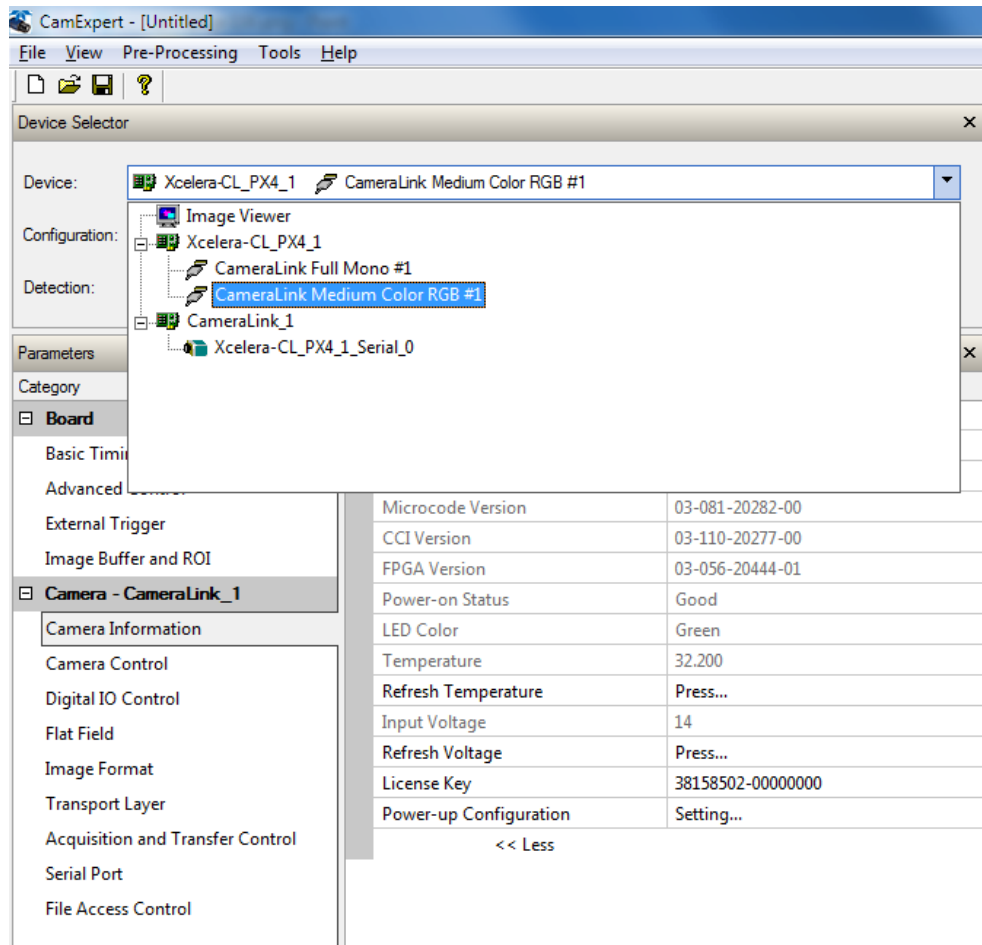 CamExpert - [Untitled]
File View Pre-Processing Tools Help
Device Selector
Device: Xcelera-CL_PX4_1 CameraLink Medium Color RGB #1
Image Viewer
Configuration: Xcelera-CL_PX4_1
CameraLink Full Mono #1
Detection: CameraLink Medium Color RGB #1
CameraLink_1
Xcelera-CL_PX4_1_Serial_0
Parameters
Category
Board
Basic Timi
Advanced
External Trigger
Image Buffer and ROI
Camera - CameraLink_1
Camera Information
Camera Control
Digital IO Control
Flat Field
Image Format
Transport Layer
Acquisition and Transfer Control
Serial Port
File Access Control
Microcode Version 03-081-20282-00
CCI Version 03-110-20277-00
FPGA Version 03-056-20444-01
Power-on Status Good
LED Color Green
Temperature 32.200
Refresh Temperature Press...
Input Voltage 14
Refresh Voltage Press...
License Key 38158502-00000000
Power-up Configuration Setting...
<< Less